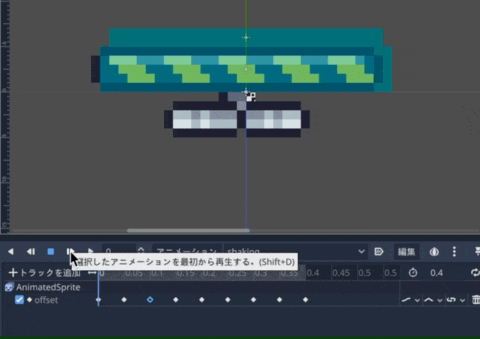 0 アニメーション shaking 編集
選択したアニメーションを最初から再生する。(Shift+D)
トラックを追加 0 0.05 0.1 0.15 0.2 0.25 0.3 0.35 0.4 0.45 0.5 0.4
AnimatedSprite
offset